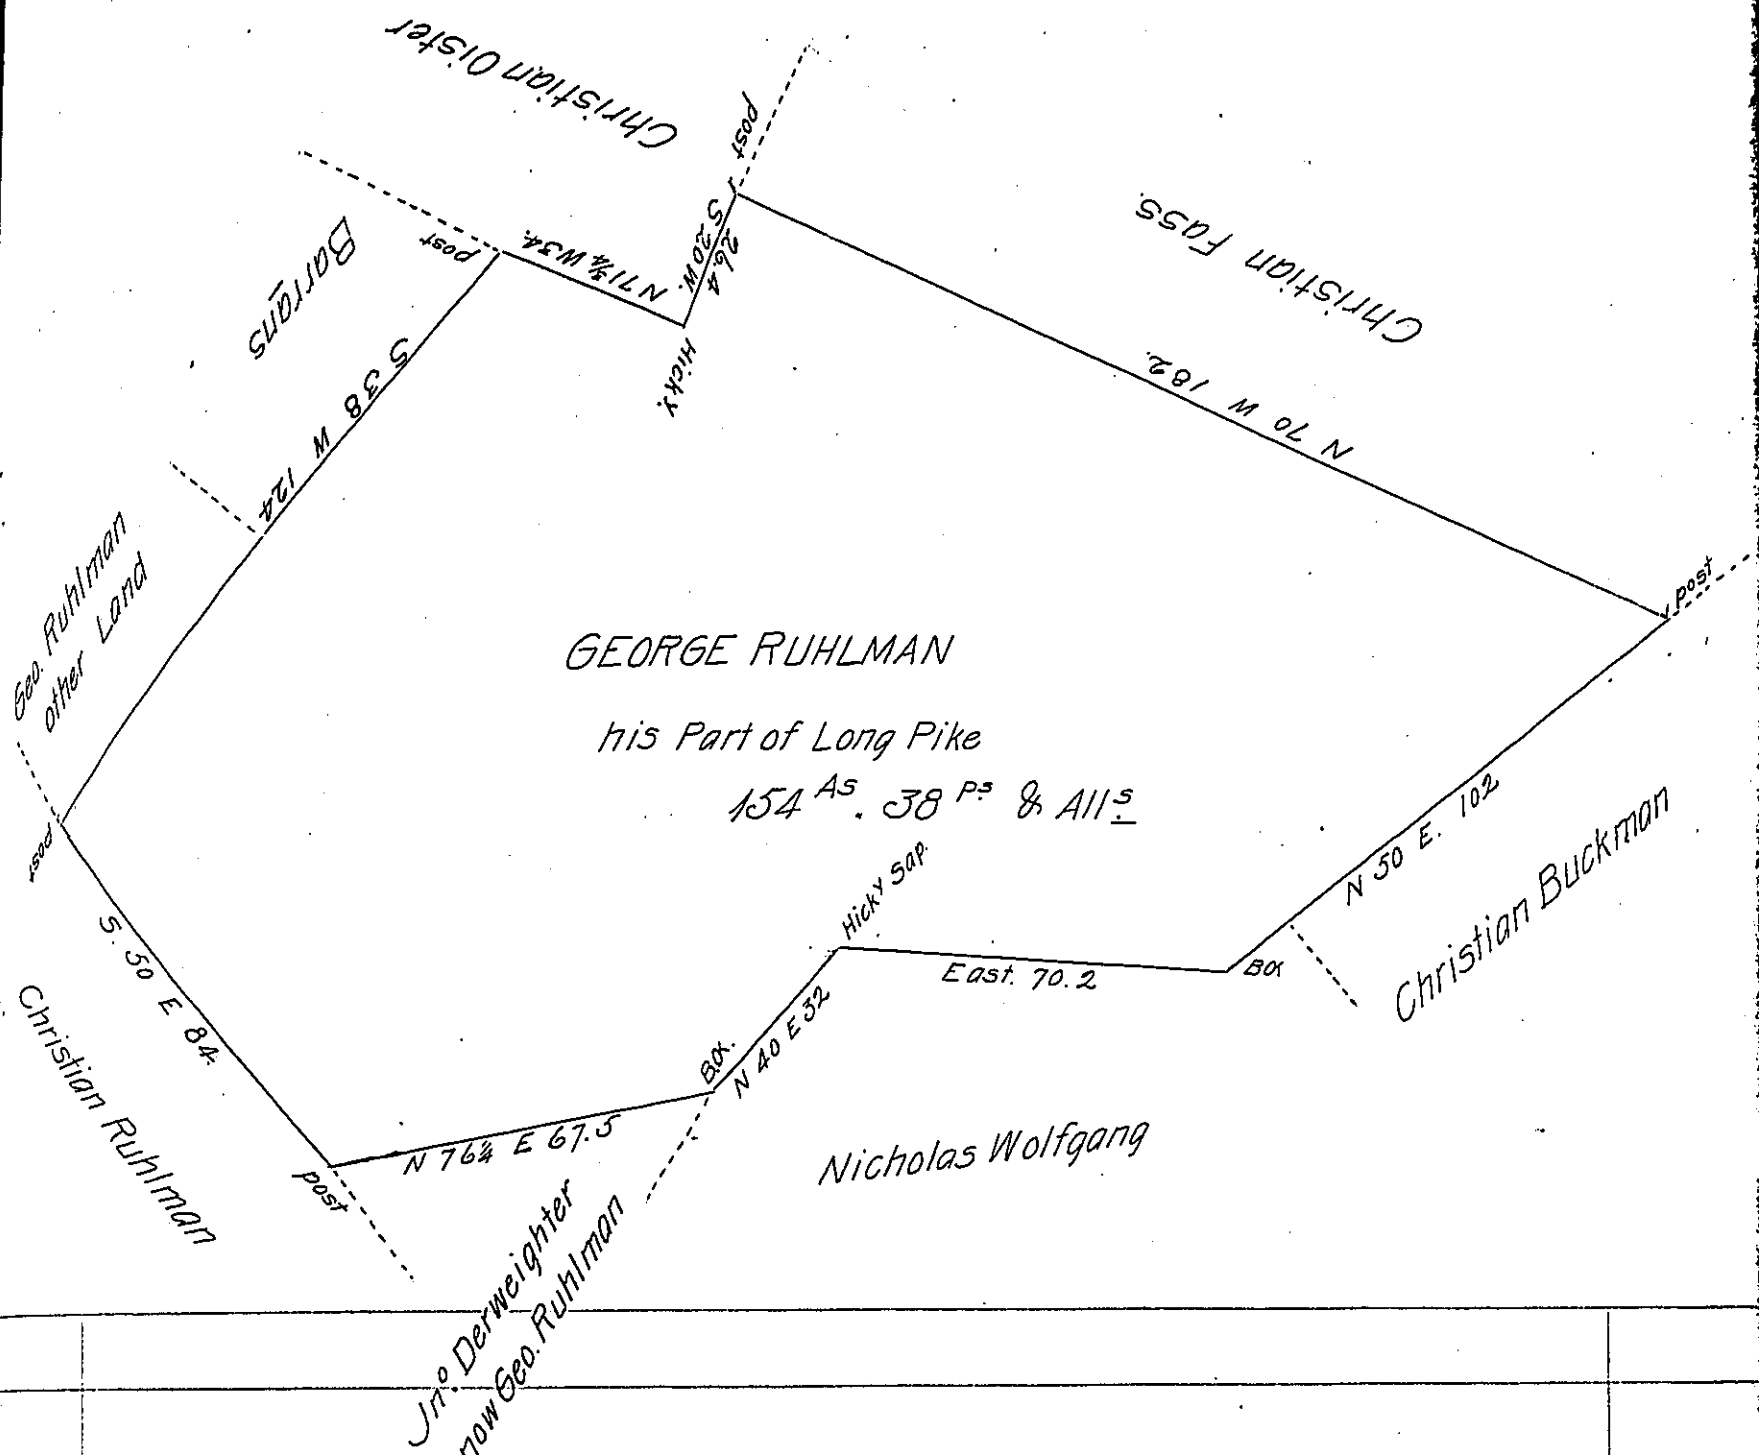 Christian Oister
post
Christian Fass.
Barrans
post
N 71¾ W 34.
S 20 W.
26.4
Hicky.
N 70 W 182.
S 38 W 124
Geo. Ruhlman
other Land
post
GEORGE RUHLMAN
his Part of Long Pike
154 As. 38 Ps & Alls.
post
N 50 E. 102
Christian Buckman
Hicky Sap.
East. 70.2
BO
S. 50 E 84.
Christian Ruhlman
B.O.
N 40 E 32
N 76¼ E 67.5
post
Nicholas Wolfgang
Jno. Derweighter
now Geo. Ruhlman